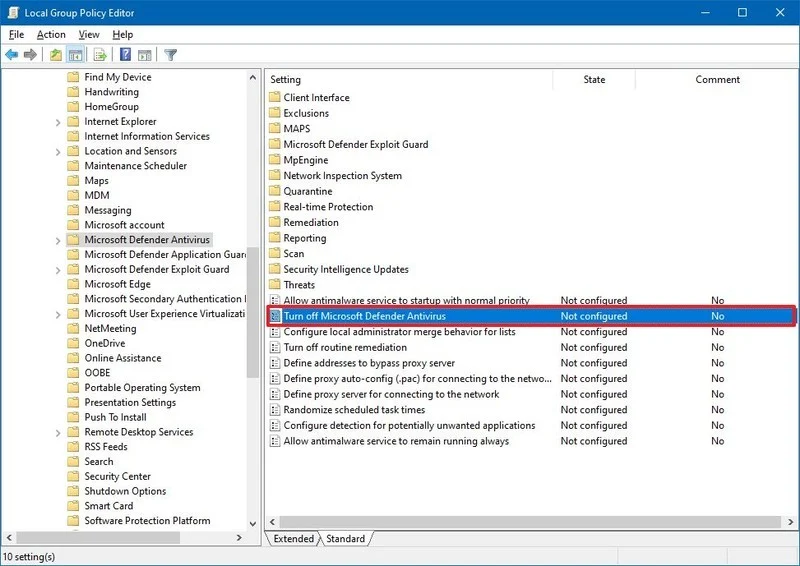 Local Group Policy Editor
File Action View Help
Find My Device
Handwriting
HomeGroup
Internet Explorer
Internet Information Services
Location and Sensors
Maintenance Scheduler
Maps
MDM
Messaging
Microsoft account
Microsoft Defender Antivirus
Microsoft Defender Application Guar
Microsoft Defender Exploit Guard
Microsoft Edge
Microsoft Secondary Authentication
Microsoft User Experience Virtualizati
NetMeeting
OneDrive
Online Assistance
OOBE
Portable Operating System
Presentation Settings
Push To Install
Remote Desktop Services
RSS Feeds
Search
Security Center
Shutdown Options
Smart Card
Software Protection Platform
Setting State Comment
Client Interface
Exclusions
MAPS
Microsoft Defender Exploit Guard
MpEngine
Network Inspection System
Quarantine
Real-time Protection
Remediation
Reporting
Scan
Security Intelligence Updates
Threats
Allow antimalware service to startup with normal priority Not configured No
Turn off Microsoft Defender Antivirus Not configured No
Configure local administrator merge behavior for lists Not configured No
Turn off routine remediation Not configured No
Define addresses to bypass proxy server Not configured No
Define proxy auto-config (.pac) for connecting to the netwo... Not configured No
Define proxy server for connecting to the network Not configured No
Randomize scheduled task times Not configured No
Configure detection for potentially unwanted applications Not configured No
Allow antimalware service to remain running always Not configured No
Extended Standard
10 setting(s)